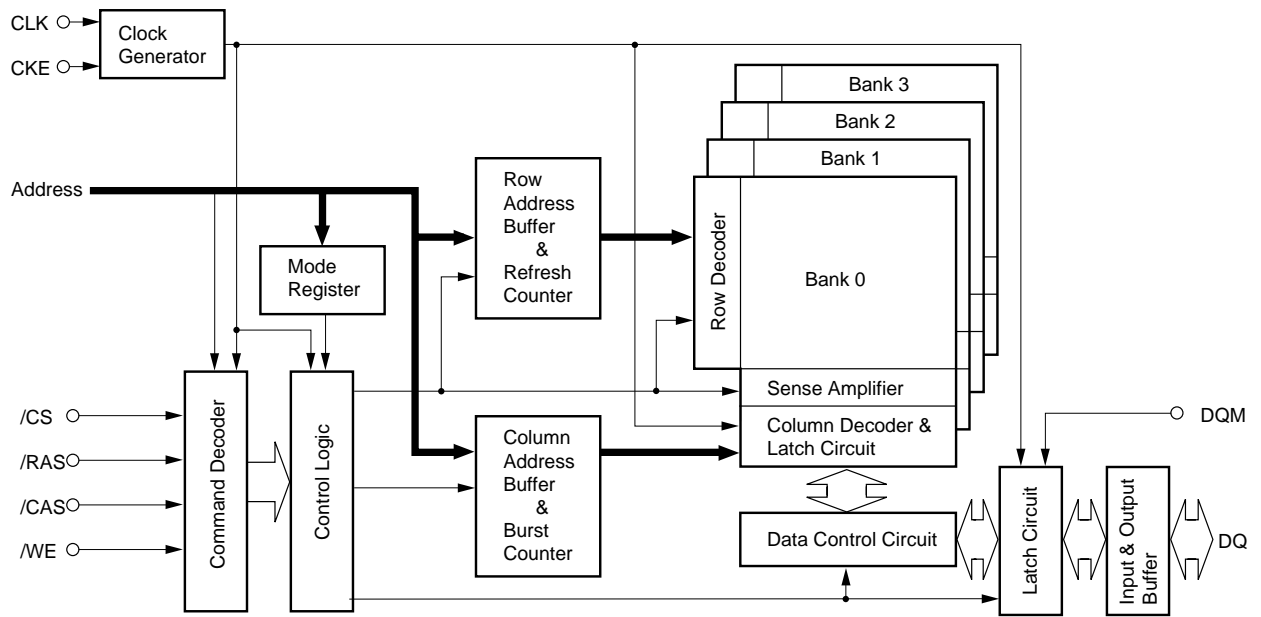 CLK
CKE
Clock
Generator
Bank 3
Bank 2
Bank 1
Address
Row
Address
Buffer
&
Refresh
Counter
Row Decoder
Bank 0
Mode
Register
Sense Amplifier
Column Decoder &
Latch Circuit
/CS
/RAS
/CAS
/WE
Command Decoder
Control Logic
Column
Address
Buffer
&
Burst
Counter
Data Control Circuit
DQM
Latch Circuit
Input & Output
Buffer
DQ